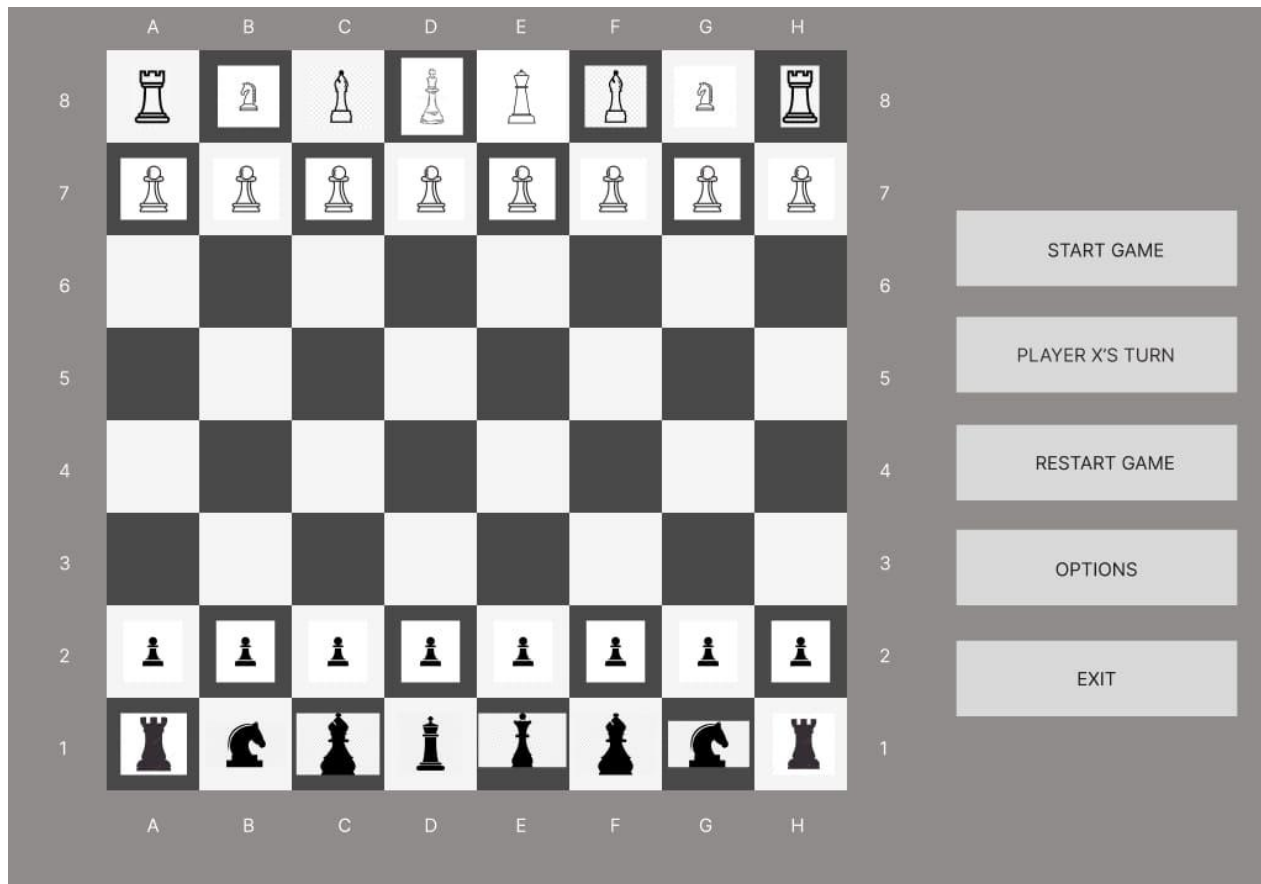 A B C D E F G H
8 8
7 7
START GAME
6 6
PLAYER X'S TURN
5 5
RESTART GAME
4 4
3 3
OPTIONS
2 2
EXIT
1 1
A B C D E F G H